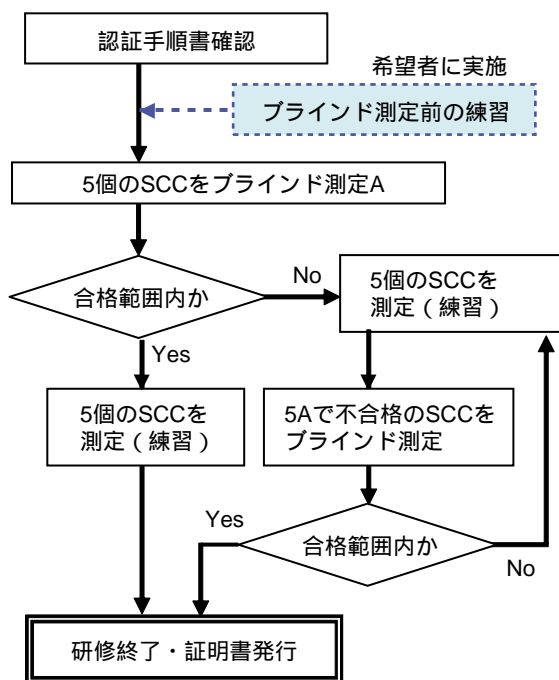 認証手順書確認
希望者に実施
ブラインド測定前の練習
5個のSCCをブラインド測定A
合格範囲内か
No
5個のSCCを
測定（練習）
Yes
5個のSCCを
測定（練習）
5Aで不合格のSCCを
ブラインド測定
Yes
合格範囲内か
No
研修終了・証明書発行